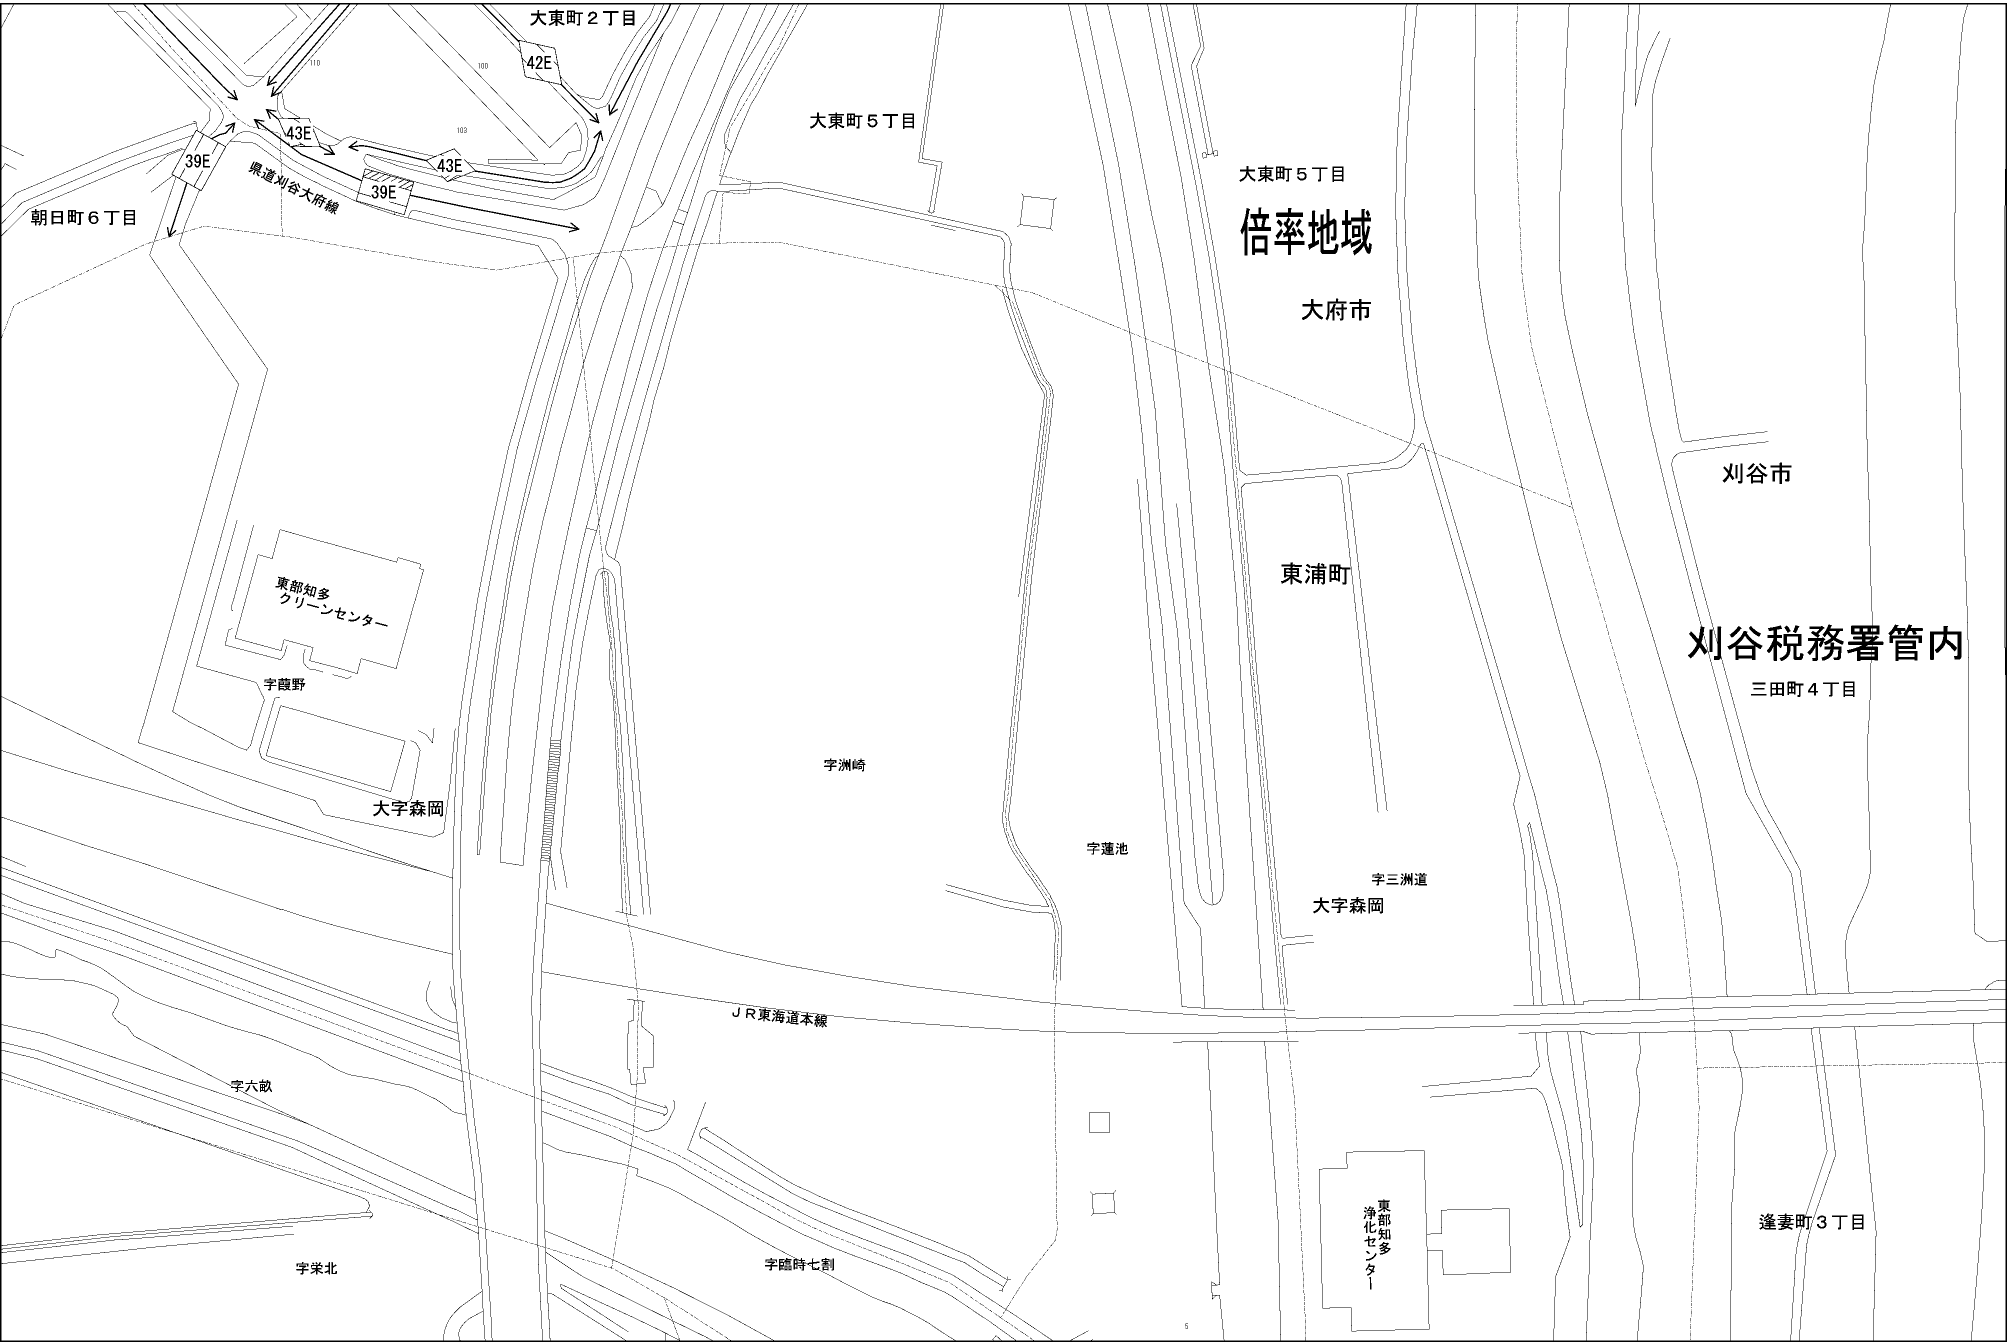 大東町２丁目
42E
110
100
大東町５丁目
103
43E
43E
39E
39E
県道刈谷大府線
大東町５丁目
朝日町６丁目
倍率地域
大府市
刈谷市
東浦町
東部知多
クリーンセンター
刈谷税務署管内
三田町４丁目
字葭野
字洲崎
大字森岡
字蓮池
字三洲道
大字森岡
ＪＲ東海道本線
字六畝
東部知多
浄化センター
逢妻町３丁目
字栄北
字臨時七割
5